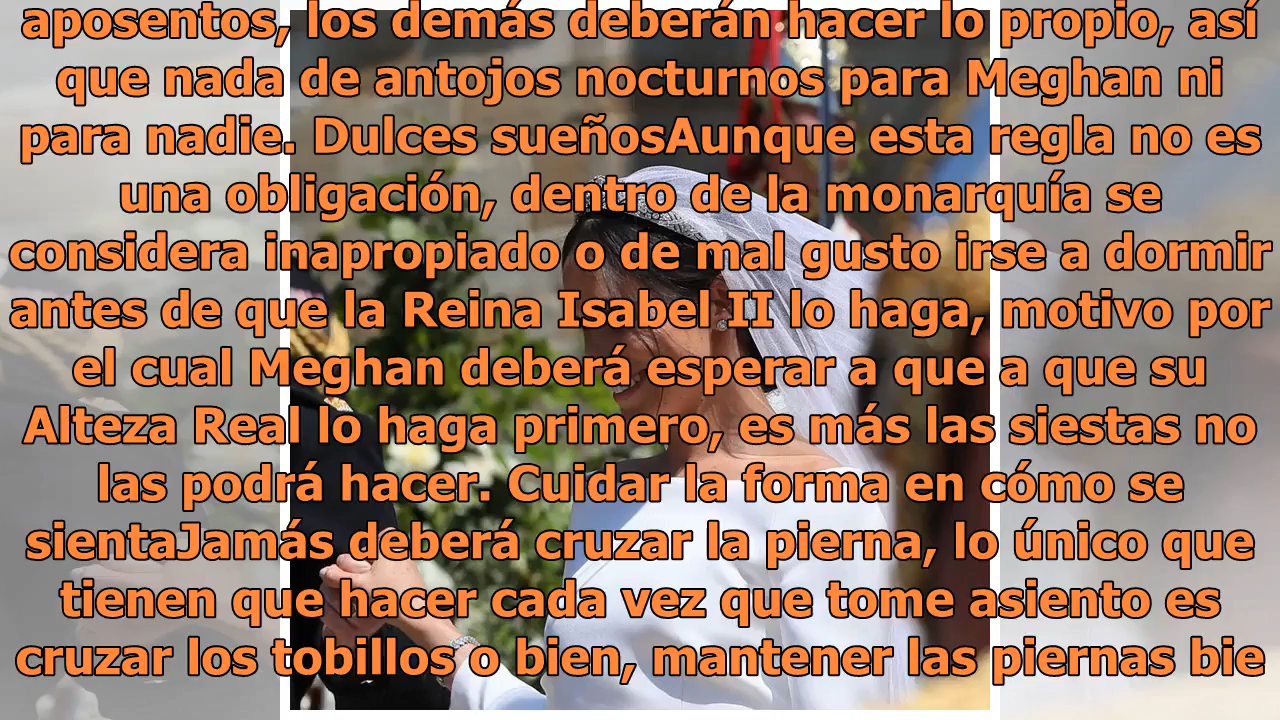 aposentos, los demás deberán hacer lo propio, así
que nada de antojos nocturnos para Meghan ni
para nadie. Dulces sueñosAunque esta regla no es
una obligación, dentro de la monarquía se
considera inapropiado o de mal gusto irse a dormir
antes de que la Reina Isabel II lo haga, motivo por
el cual Meghan deberá esperar a que a que su
Alteza Real lo haga primero, es más las siestas no
las podrá hacer. Cuidar la forma en cómo se
sientaJamás deberá cruzar la pierna, lo único que
tienen que hacer cada vez que tome asiento es
cruzar los tobillos o bien, mantener las piernas bie